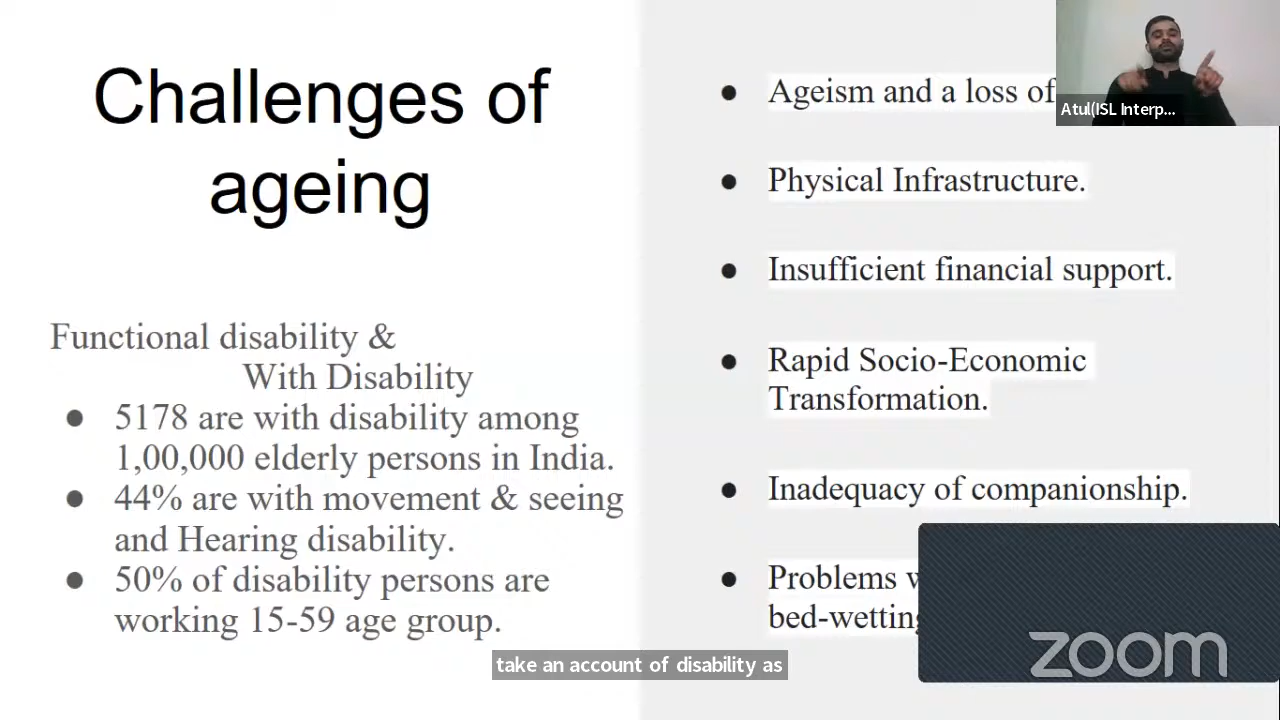 Challenges of
ageing
Functional disability &
With Disability
● 5178 are with disability among
1,00,000 elderly persons in India.
● 44% are with movement & seeing
and Hearing disability.
● 50% of disability persons are
working 15-59 age group.
● Ageism and a loss of
● Physical Infrastructure.
● Insufficient financial support.
● Rapid Socio-Economic
Transformation.
● Inadequacy of companionship.
● Problems
bed-wetting
Atul(ISL Interp...
take an account of disability as
zoom